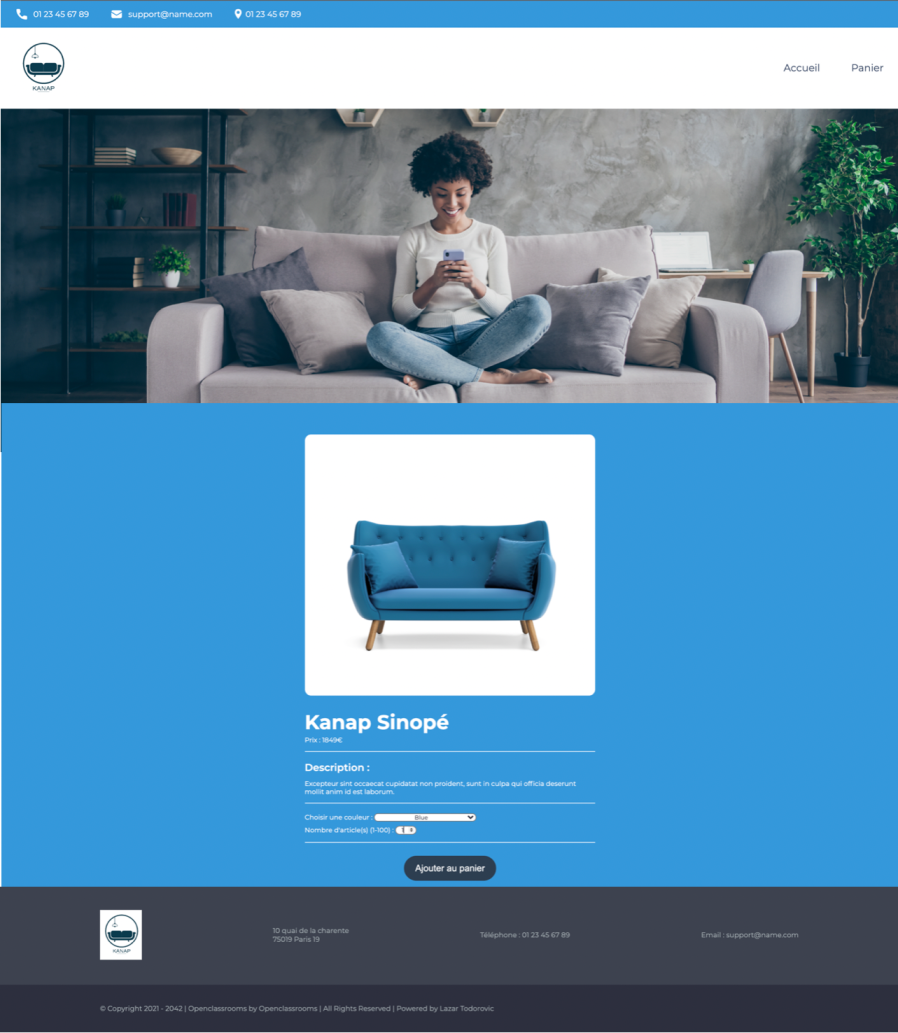 01 23 45 67 89
support@name.com
01 23 45 67 89
KANAP
Accueil
Panier
Kanap Sinopé
Prix : 1849€
Description :
Excepteur sint occaecat cupidatat non proident, sunt in culpa qui officia deserunt
mollit anim id est laborum.
Choisir une couleur : Blue
Nombre d'article(s) (1-100) :
Ajouter au panier
KANAP
10 quai de la charente
75019 Paris 19
Téléphone : 01 23 45 67 89
Email : support@name.com
© Copyright 2021 - 2042 | Openclassrooms by Openclassrooms | All Rights Reserved | Powered by Lazar Todorovic